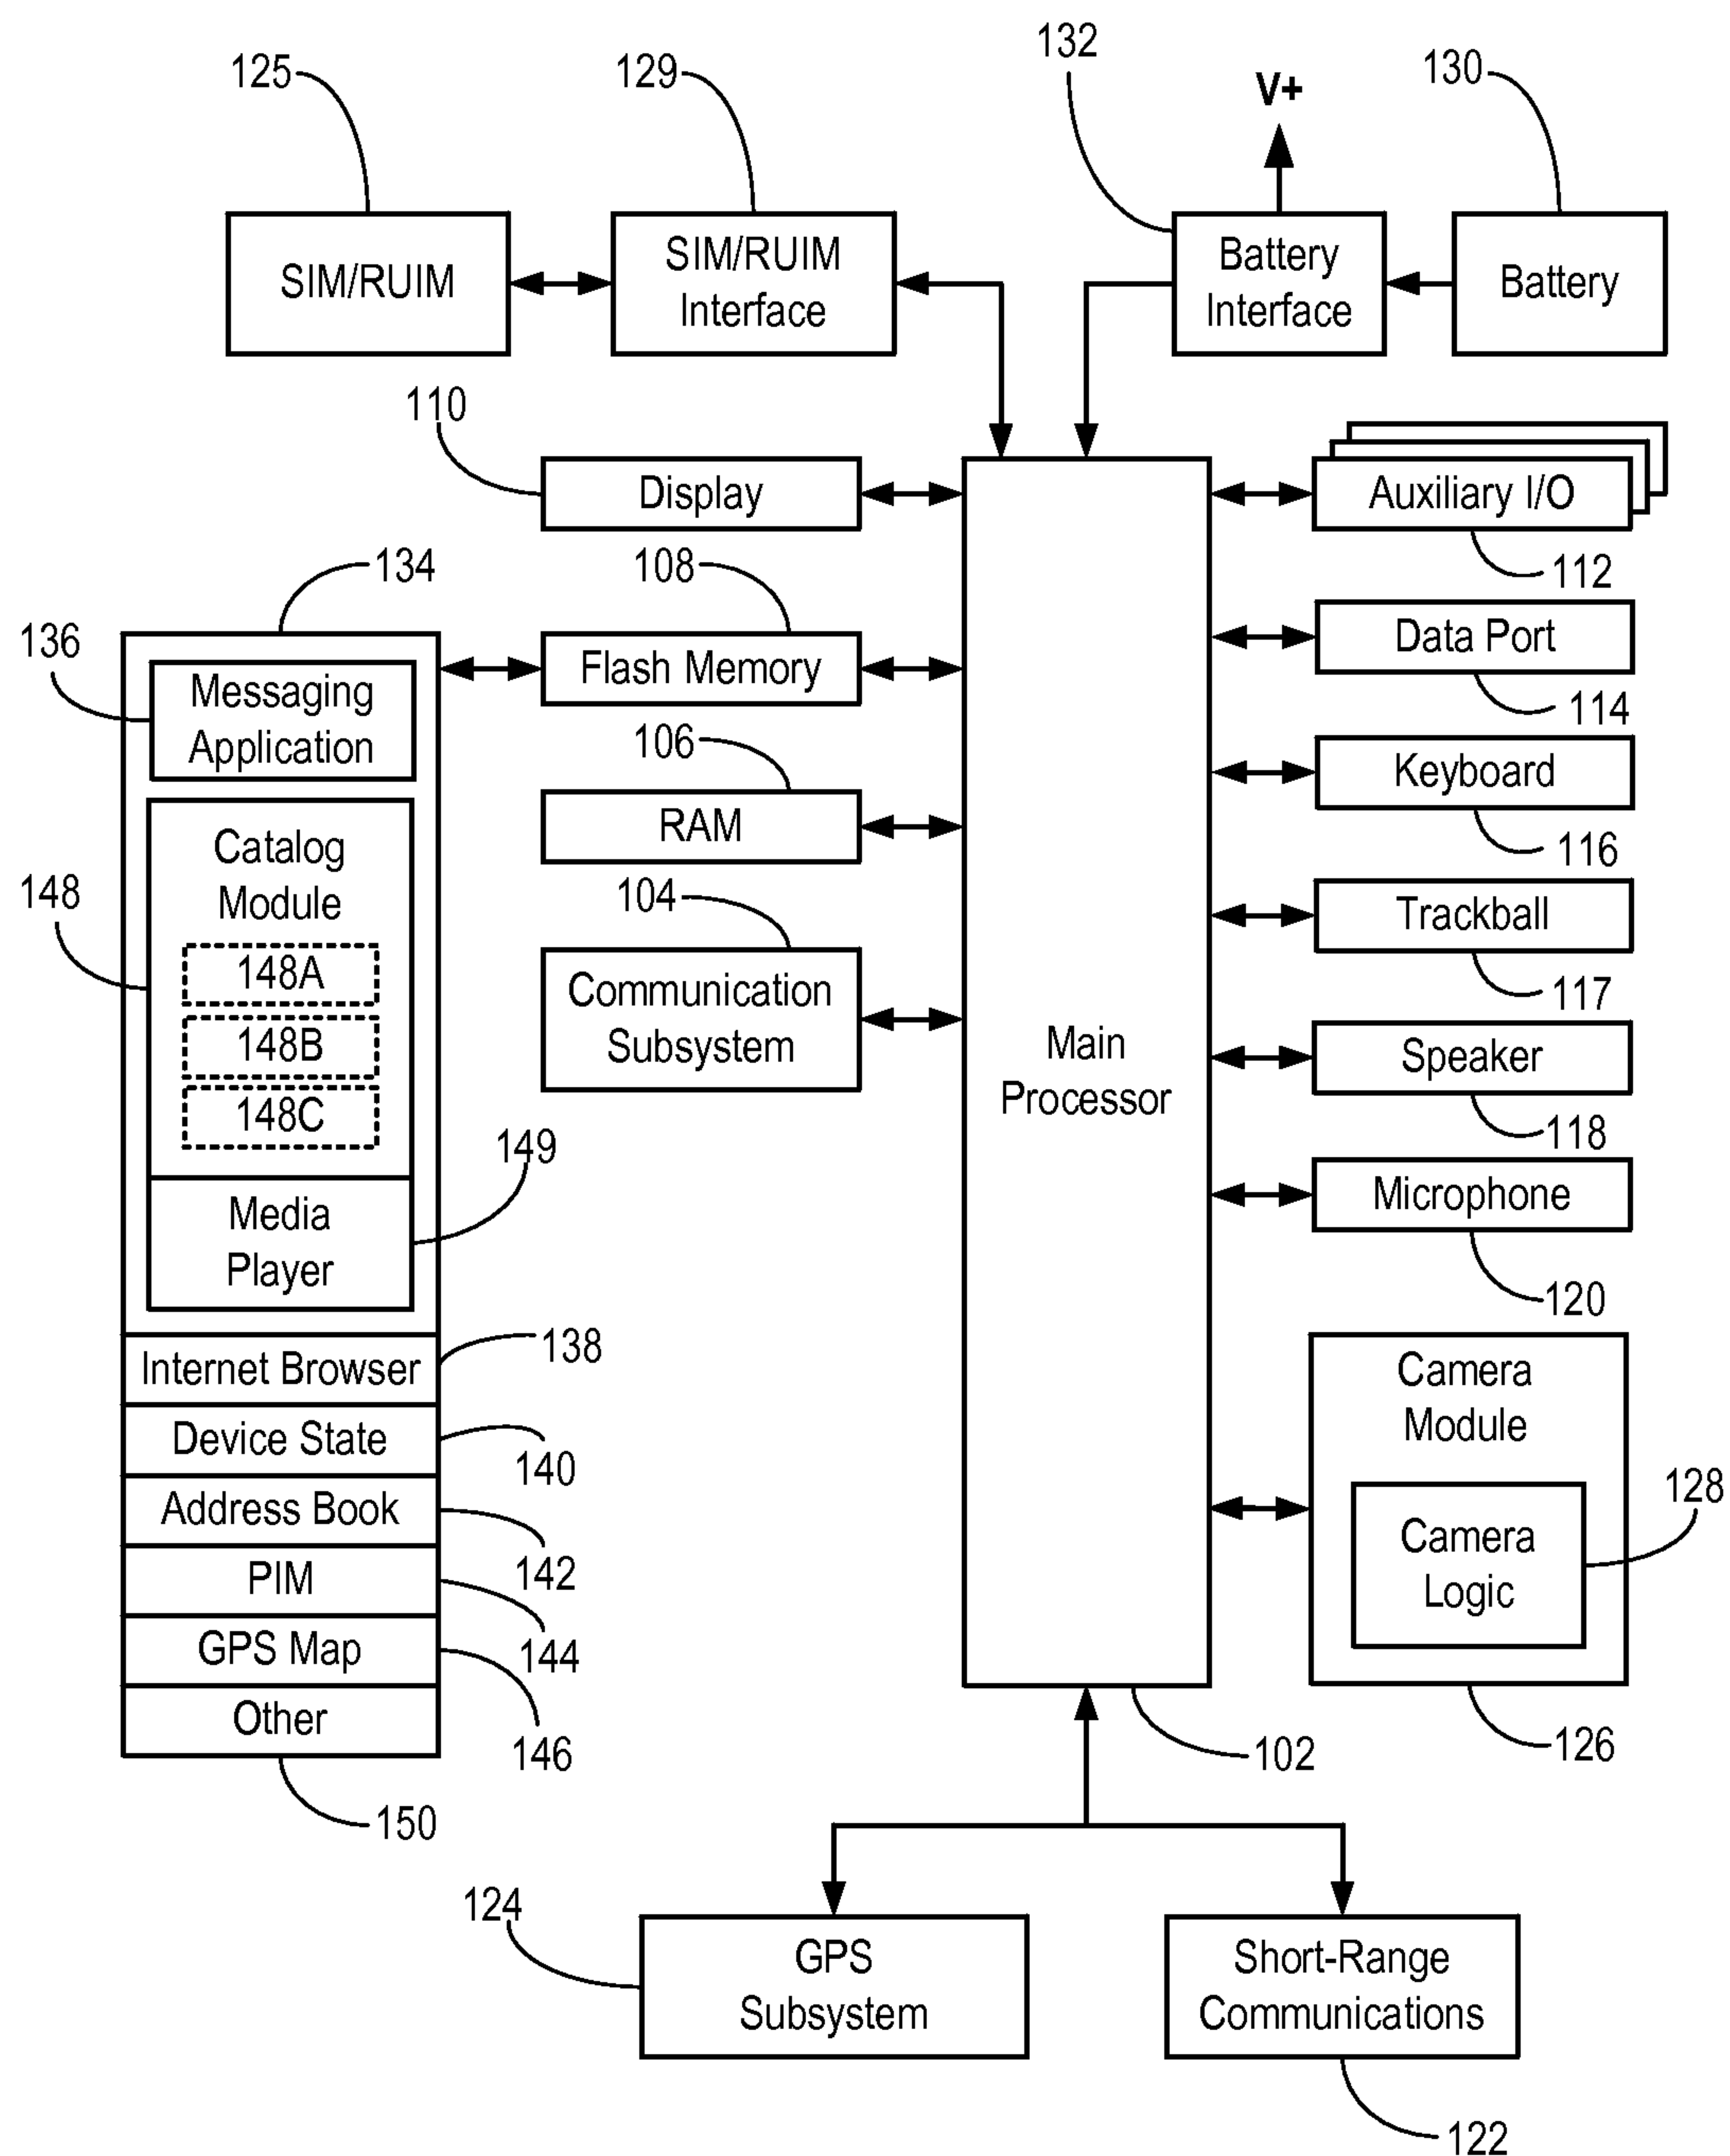 125
129
132
V+
130
SIM/RUIM
SIM/RUIM
Interface
Battery
Interface
Battery
110
Display
Auxiliary I/O
112
134
108
136
Messaging
Application
Flash Memory
Data Port
114
106
RAM
Keyboard
116
148
Catalog
Module
148A
148B
148C
104
Communication
Subsystem
Main
Processor
Trackball
117
Speaker
118
149
Media
Player
Microphone
120
Internet Browser
138
Device State
140
Address Book
142
PIM
144
GPS Map
146
Other
150
Camera
Module
Camera
Logic
128
126
102
124
GPS
Subsystem
Short-Range
Communications
122